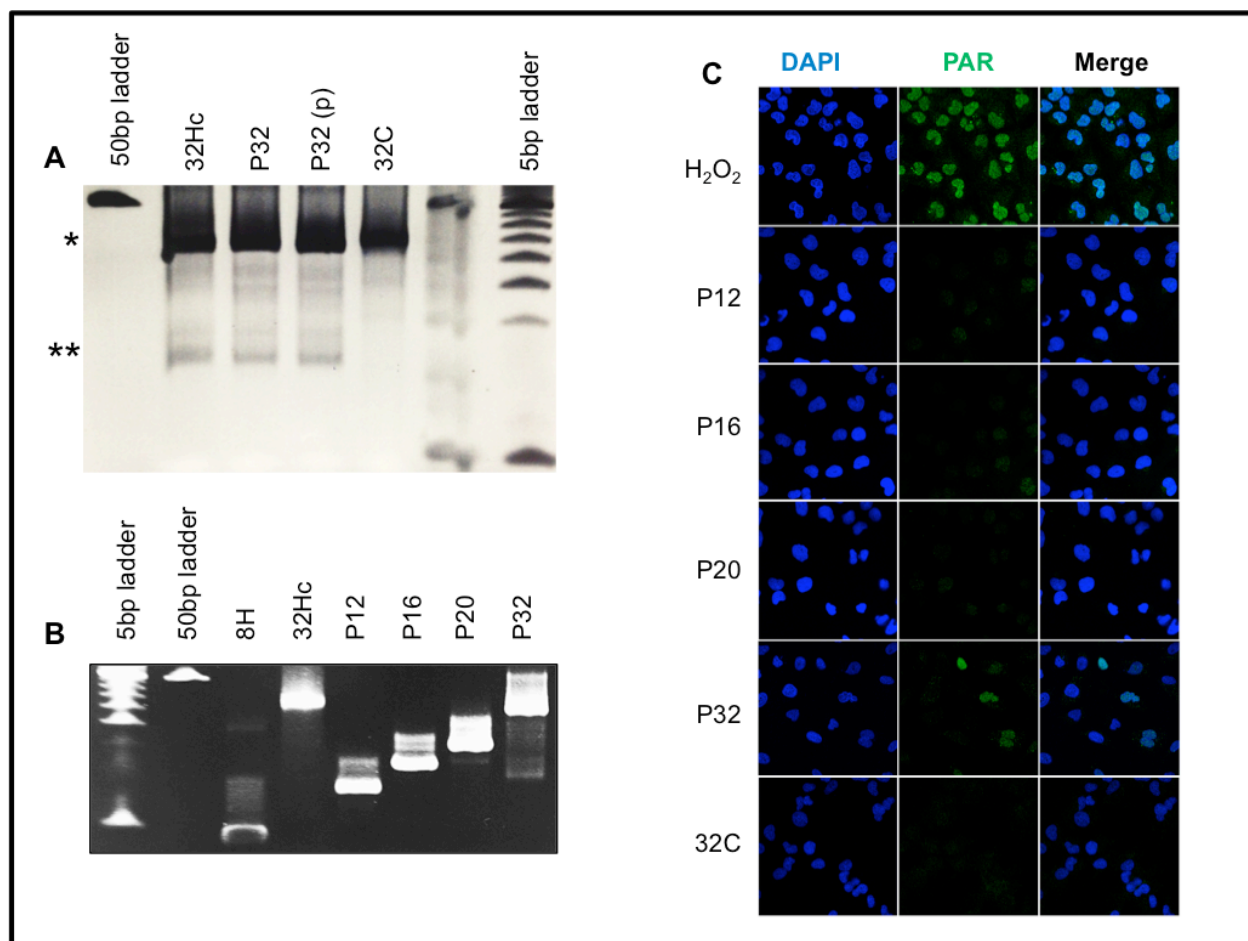 A
50bp ladder
32Hc
P32
P32 (p)
32C
5bp ladder
*
**
B
5bp ladder
50bp ladder
8H
32Hc
P12
P16
P20
P32
C
DAPI
PAR
Merge
H₂O₂
P12
P16
P20
P32
32C